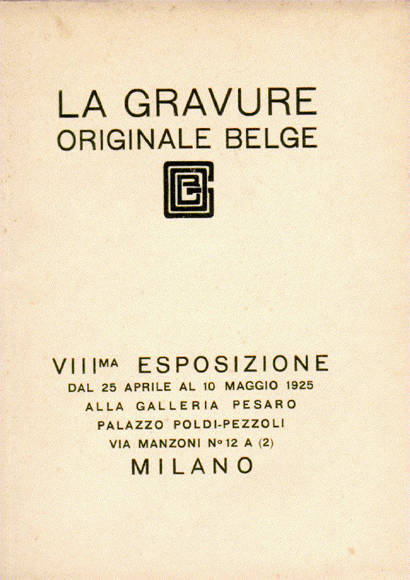 LA GRAVURE
ORIGINALE BELGE
VIIIMA ESPOSIZIONE
DAL 25 APRILE AL 10 MAGGIO 1925
ALLA GALLERIA PESARO
PALAZZO POLDI-PEZZOLI
VIA MANZONI Nº 12 A (2)
MILANO